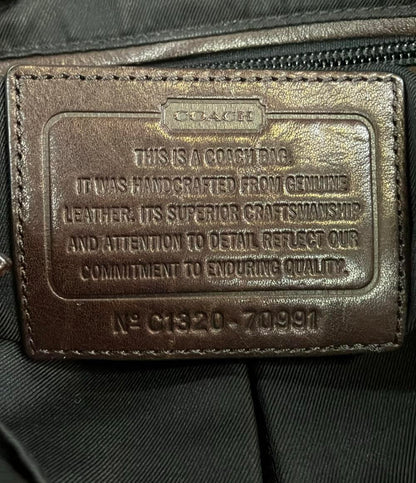 COACH
THIS IS A COACH BAG.
IT WAS HANDCRAFTED FROM GENUINE
LEATHER. ITS SUPERIOR CRAFTSMANSHIP
AND ATTENTION TO DETAIL REFLECT OUR
COMMITMENT TO ENDURING QUALITY.
Nº C1320-70991